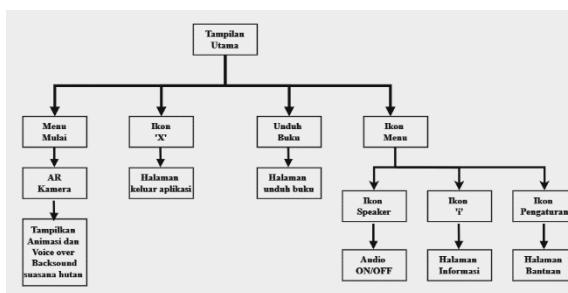 Tampilan
Utama
Menu
Mulai
Ikon
'X'
Unduh
Buku
Ikon
Menu
AR
Kamera
Halaman
keluar aplikasi
Halaman
unduh buku
Ikon
Speaker
Ikon
'i'
Ikon
Pengaturan
Tampilkan
Animasi dan
Voice over
Backsound
suasana hutan
Audio
ON/OFF
Halaman
Informasi
Halaman
Bantuan